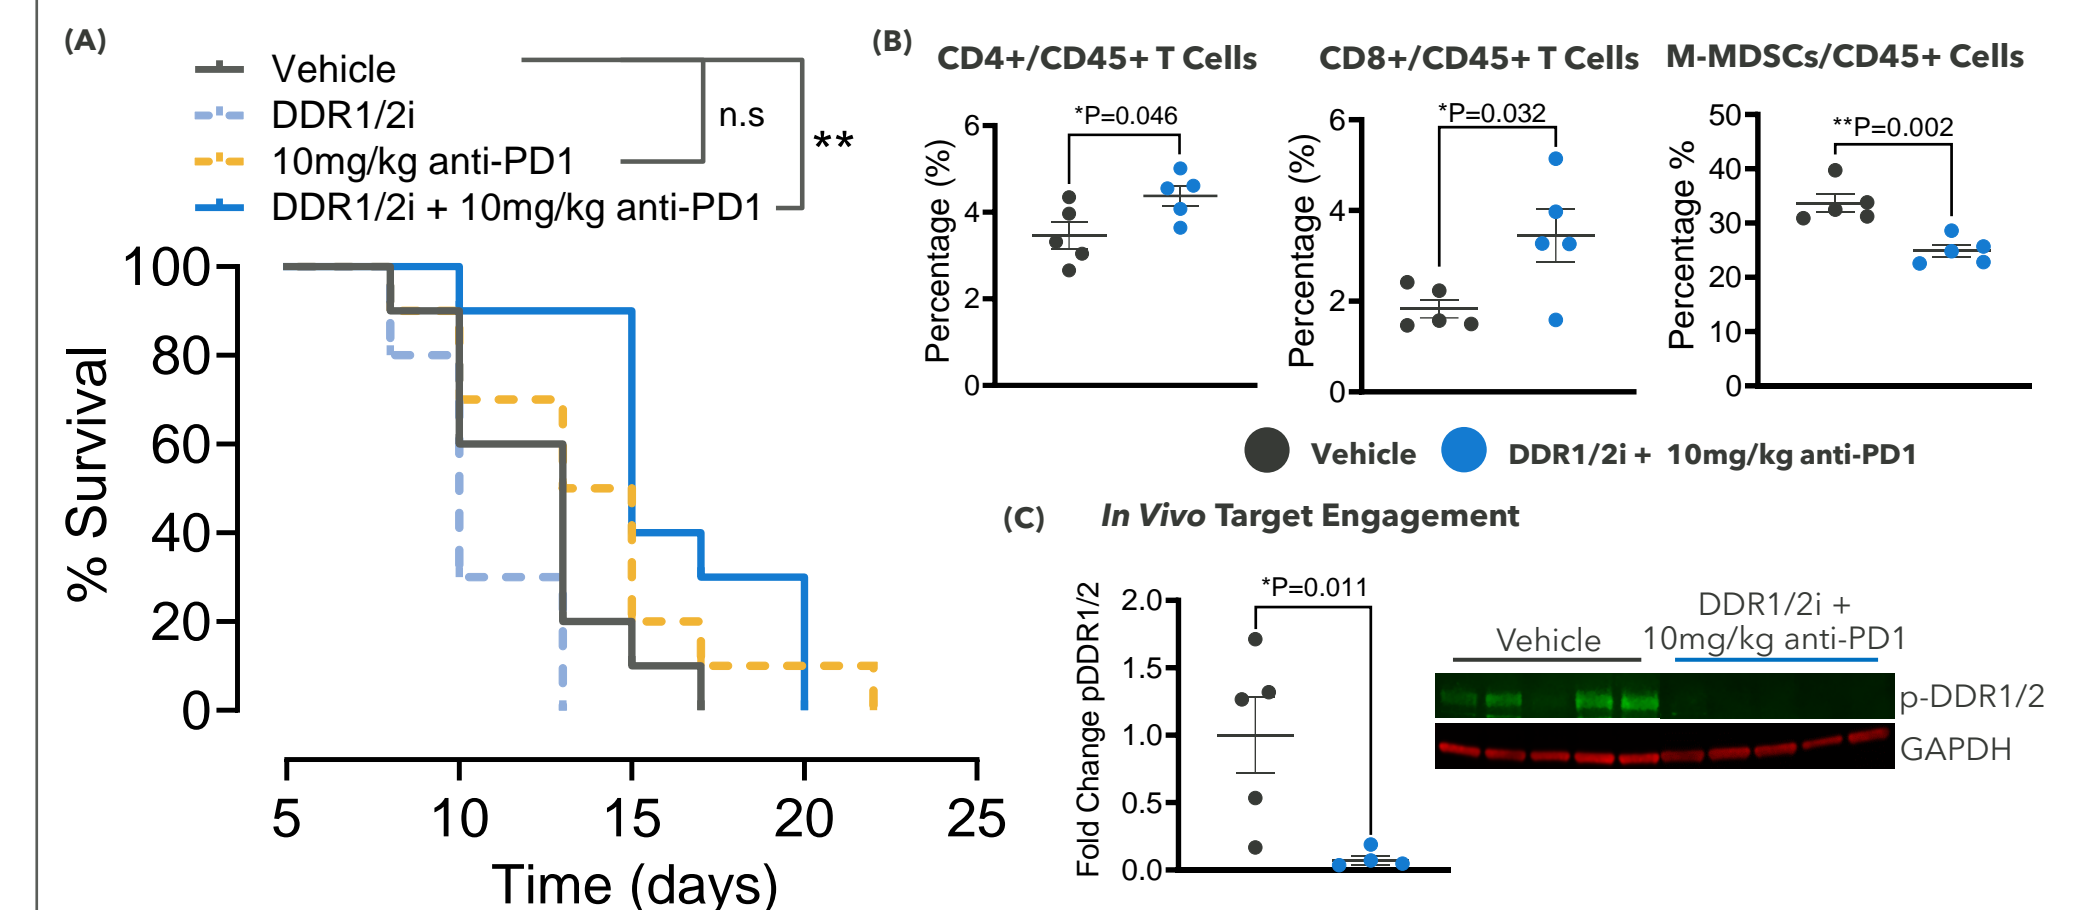 (A)
Vehicle
DDR1/2i
10mg/kg anti-PD1
DDR1/2i + 10mg/kg anti-PD1
n.s
**
% Survival
100
80
60
40
20
0
5 10 15 20 25
Time (days)
(B)
CD4+/CD45+ T Cells
*P=0.046
Percentage (%)
6
4
2
0
CD8+/CD45+ T Cells
*P=0.032
Percentage (%)
6
4
2
0
M-MDSCs/CD45+ Cells
**P=0.002
Percentage %
50
40
30
20
10
0
Vehicle DDR1/2i + 10mg/kg anti-PD1
(C) In Vivo Target Engagement
*P=0.011
Fold Change pDDR1/2
2.0
1.5
1.0
0.5
0.0
Vehicle
DDR1/2i +
10mg/kg anti-PD1
p-DDR1/2
GAPDH